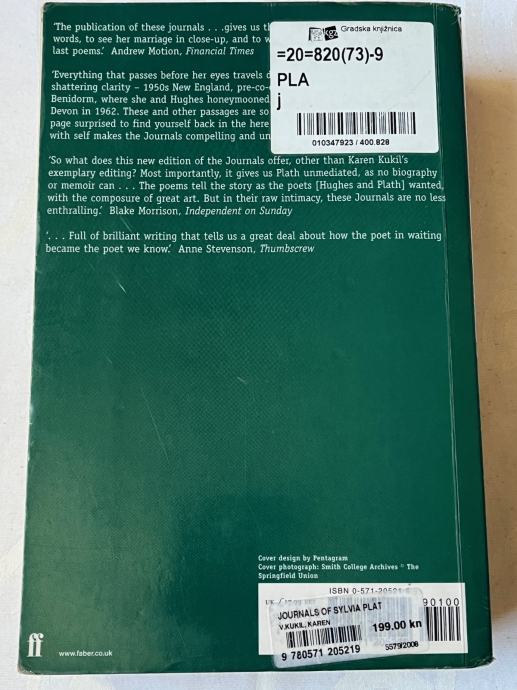 'The publication of these journals . . .gives us th
words, to see her marriage in close-up, and to w
last poems.' Andrew Motion, Financial Times
'Everything that passes before her eyes travels d
shattering clarity – 1950s New England, pre-co-e
Benidorm, where she and Hughes honeymooned
Devon in 1962. These and other passages are so
page surprised to find yourself back in the here
with self makes the Journals compelling and un
'So what does this new edition of the Journals offer, other than Karen Kukil's
exemplary editing? Most importantly, it gives us Plath unmediated, as no biography
or memoir can . . . The poems tell the story as the poets [Hughes and Plath] wanted,
with the composure of great art. But in their raw intimacy, these Journals are no less
enthralling.' Blake Morrison, Independent on Sunday
'. . . Full of brilliant writing that tells us a great deal about how the poet in waiting
became the poet we know.' Anne Stevenson, Thumbscrew
kgz Gradska knjižnica
=20=820(73)-9
PLA
j
010347923 / 400.828
Cover design by Pentagram
Cover photograph: Smith College Archives © The
Springfield Union
ISBN 0-571-20521-
90100
JOURNALS OF SYLVIA PLAT
V.KUKIL, KAREN
199.00 kn
9 780571 205219
5579/2008
ff
www.faber.co.uk